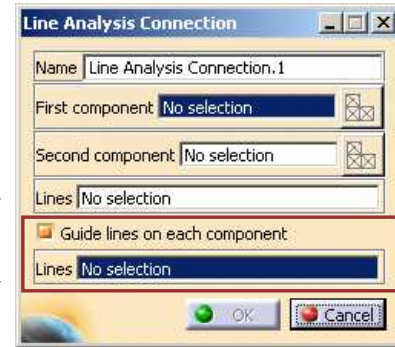 Line Analysis Connection
Name Line Analysis Connection.1
First component No selection
Second component No selection
Lines No selection
Guide lines on each component
Lines No selection
OK Cancel